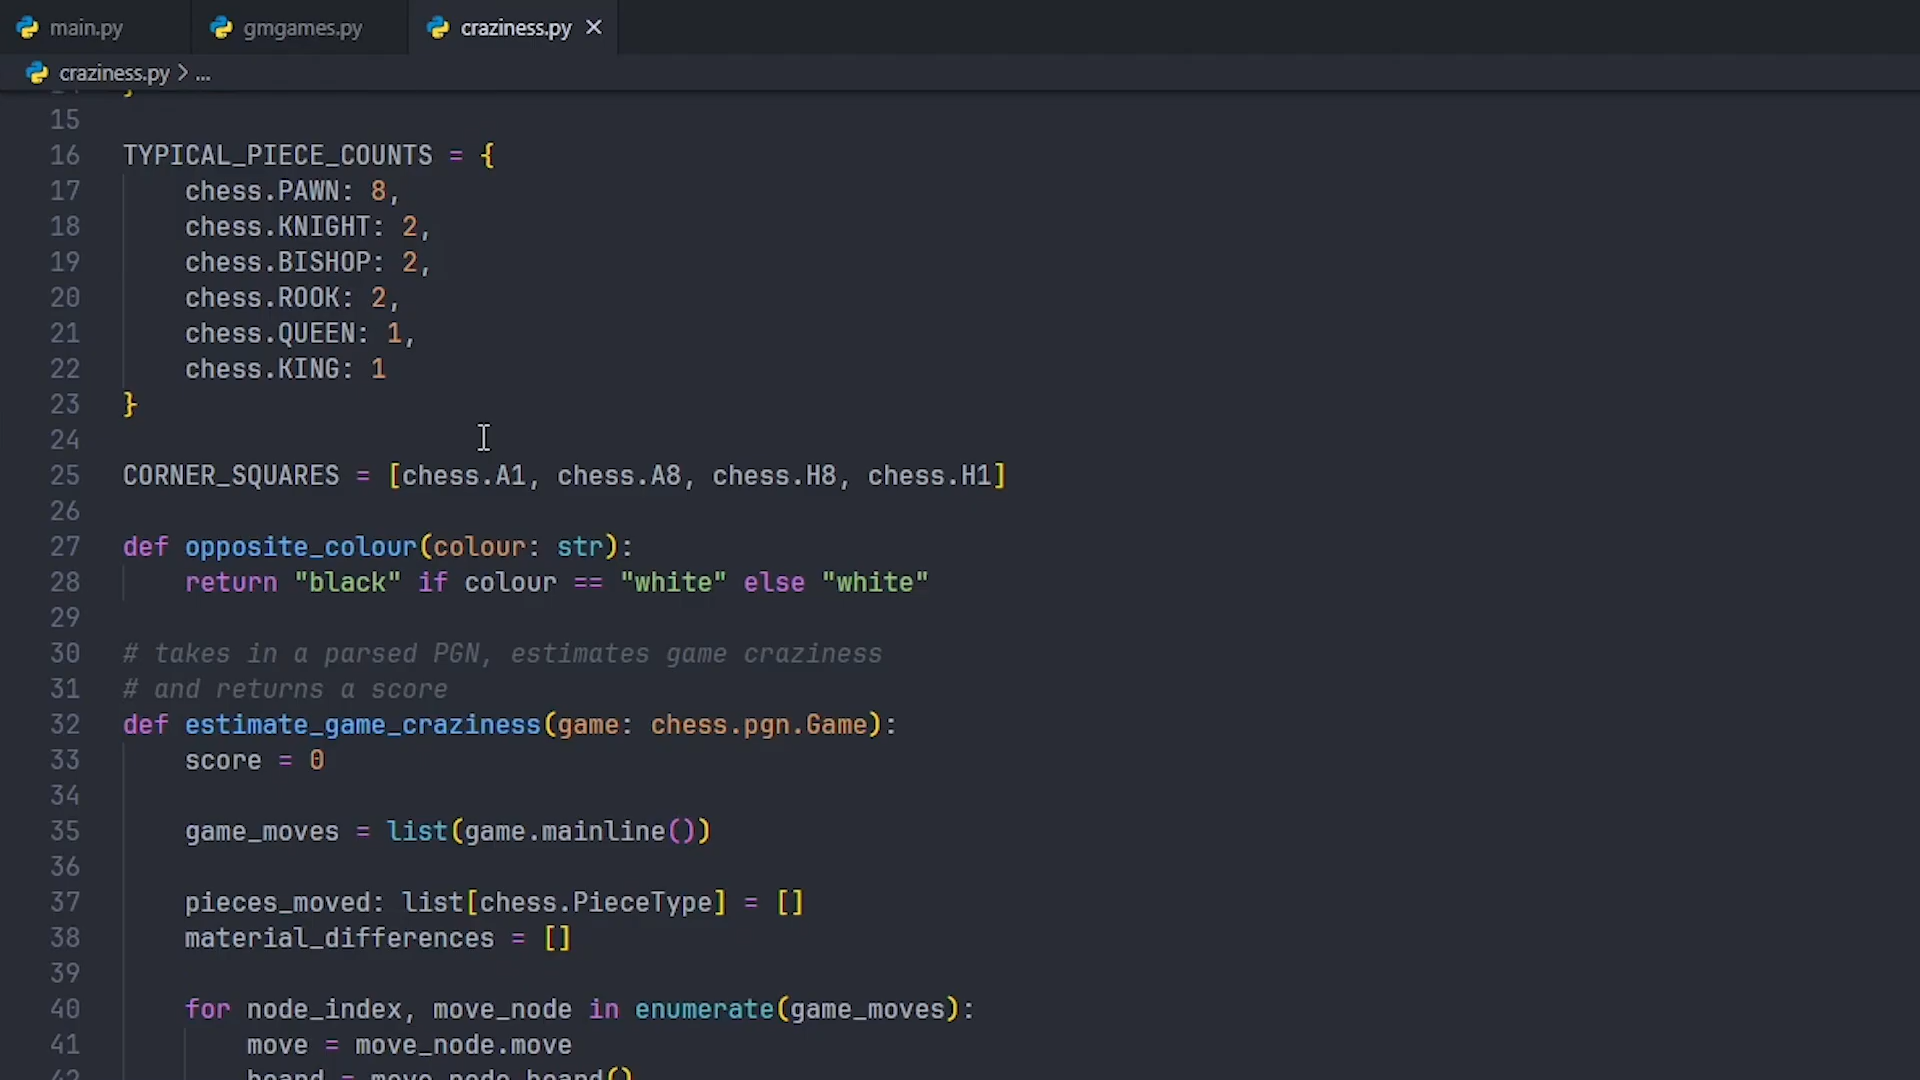 main.py gmgames.py craziness.py
craziness.py > ...
14 }
15
16 TYPICAL_PIECE_COUNTS = {
17 chess.PAWN: 8,
18 chess.KNIGHT: 2,
19 chess.BISHOP: 2,
20 chess.ROOK: 2,
21 chess.QUEEN: 1,
22 chess.KING: 1
23 }
24
25 CORNER_SQUARES = [chess.A1, chess.A8, chess.H8, chess.H1]
26
27 def opposite_colour(colour: str):
28 return "black" if colour == "white" else "white"
29
30 # takes in a parsed PGN, estimates game craziness
31 # and returns a score
32 def estimate_game_craziness(game: chess.pgn.Game):
33 score = 0
34
35 game_moves = list(game.mainline())
36
37 pieces_moved: list[chess.PieceType] = []
38 material_differences = []
39
40 for node_index, move_node in enumerate(game_moves):
41 move = move_node.move
42 board = move_node.board()